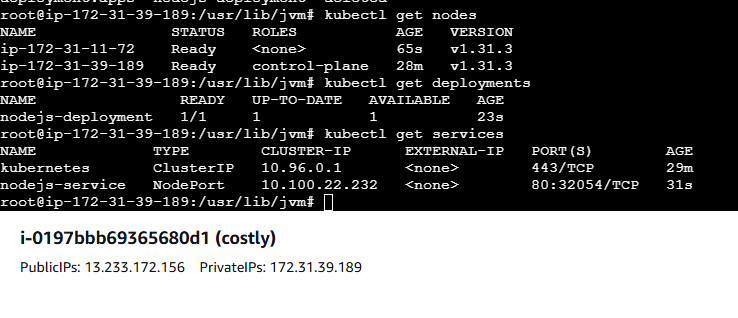 root@ip-172-31-39-189:/usr/lib/jvm# kubectl get nodes
NAME STATUS ROLES AGE VERSION
ip-172-31-11-72 Ready <none> 65s v1.31.3
ip-172-31-39-189 Ready control-plane 28m v1.31.3
root@ip-172-31-39-189:/usr/lib/jvm# kubectl get deployments
NAME READY UP-TO-DATE AVAILABLE AGE
nodejs-deployment 1/1 1 1 23s
root@ip-172-31-39-189:/usr/lib/jvm# kubectl get services
NAME TYPE CLUSTER-IP EXTERNAL-IP PORT(S) AGE
kubernetes ClusterIP 10.96.0.1 <none> 443/TCP 29m
nodejs-service NodePort 10.100.22.232 <none> 80:32054/TCP 31s
root@ip-172-31-39-189:/usr/lib/jvm#
i-0197bbb69365680d1 (costly)
PublicIPs: 13.233.172.156 PrivateIPs: 172.31.39.189